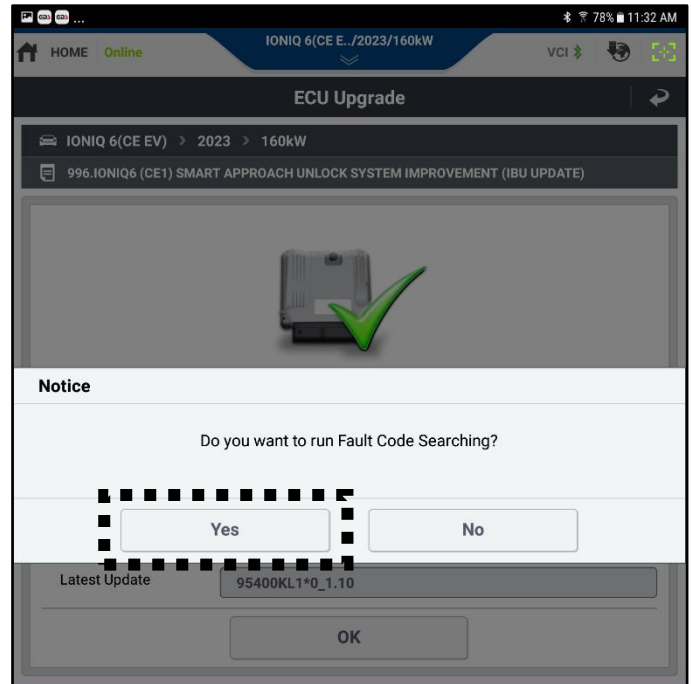 GDS GDS ... 78% 11:32 AM
HOME Online IONIQ 6(CE E../2023/160kW VCI
ECU Upgrade
IONIQ 6(CE EV) > 2023 > 160kW
996.IONIQ6 (CE1) SMART APPROACH UNLOCK SYSTEM IMPROVEMENT (IBU UPDATE)
Notice
Do you want to run Fault Code Searching?
Yes No
Latest Update 95400KL1*0_1.10
OK